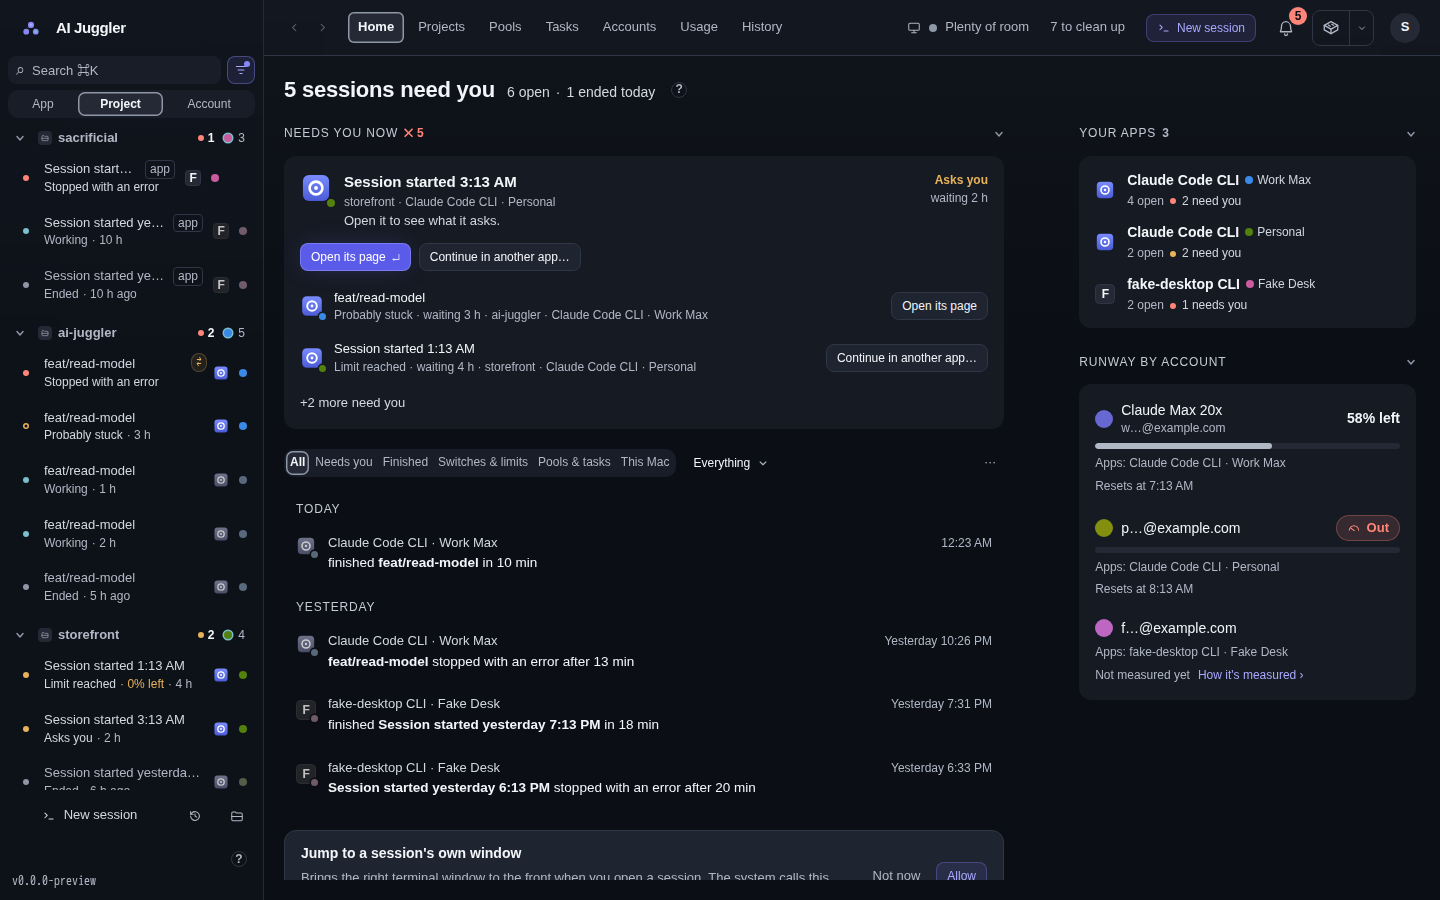 AI Juggler
Search ⌘K
App Project Account
sacrificial 1 3
Session start… app F
Stopped with an error
Session started ye… app F
Working · 10 h
Session started ye… app F
Ended · 10 h ago
ai-juggler 2 5
feat/read-model
Stopped with an error
feat/read-model
Probably stuck · 3 h
feat/read-model
Working · 1 h
feat/read-model
Working · 2 h
feat/read-model
Ended · 5 h ago
storefront 2 4
Session started 1:13 AM
Limit reached · 0% left · 4 h
Session started 3:13 AM
Asks you · 2 h
Session started yesterda…
Ended · 6 h ago
New session
?
v0.0.0-preview
Home Projects Pools Tasks Accounts Usage History
Plenty of room 7 to clean up New session 5 S
5 sessions need you 6 open · 1 ended today ?
NEEDS YOU NOW 5
Session started 3:13 AM Asks you
storefront · Claude Code CLI · Personal waiting 2 h
Open it to see what it asks.
Open its page Continue in another app…
feat/read-model
Probably stuck · waiting 3 h · ai-juggler · Claude Code CLI · Work Max
Open its page
Session started 1:13 AM
Limit reached · waiting 4 h · storefront · Claude Code CLI · Personal
Continue in another app…
+2 more need you
All Needs you Finished Switches & limits Pools & tasks This Mac Everything ···
TODAY
Claude Code CLI · Work Max 12:23 AM
finished feat/read-model in 10 min
YESTERDAY
Claude Code CLI · Work Max Yesterday 10:26 PM
feat/read-model stopped with an error after 13 min
F fake-desktop CLI · Fake Desk Yesterday 7:31 PM
finished Session started yesterday 7:13 PM in 18 min
F fake-desktop CLI · Fake Desk Yesterday 6:33 PM
Session started yesterday 6:13 PM stopped with an error after 20 min
Jump to a session's own window
Brings the right terminal window to the front when you open a session. The system calls this
Not now Allow
YOUR APPS 3
Claude Code CLI Work Max
4 open 2 need you
Claude Code CLI Personal
2 open 2 need you
F fake-desktop CLI Fake Desk
2 open 1 needs you
RUNWAY BY ACCOUNT
Claude Max 20x 58% left
w…@example.com
Apps: Claude Code CLI · Work Max
Resets at 7:13 AM
p…@example.com Out
Apps: Claude Code CLI · Personal
Resets at 8:13 AM
f…@example.com
Apps: fake-desktop CLI · Fake Desk
Not measured yet How it's measured ›